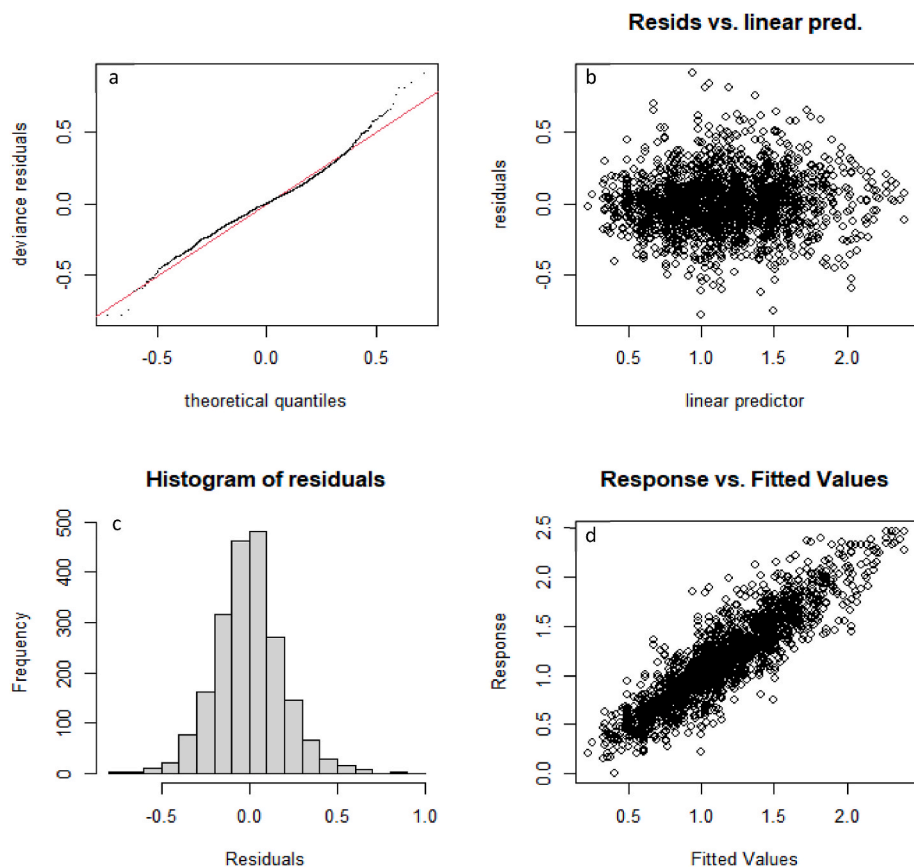 Resids vs. linear pred.
a
deviance residuals
-0.5 0.0 0.5
-0.5 0.0 0.5
theoretical quantiles
b
residuals
-0.5 0.0 0.5
0.5 1.0 1.5 2.0
linear predictor
Histogram of residuals
c
Frequency
0 100 200 300 400 500
-0.5 0.0 0.5 1.0
Residuals
Response vs. Fitted Values
d
Response
0.0 0.5 1.0 1.5 2.0 2.5
0.5 1.0 1.5 2.0
Fitted Values